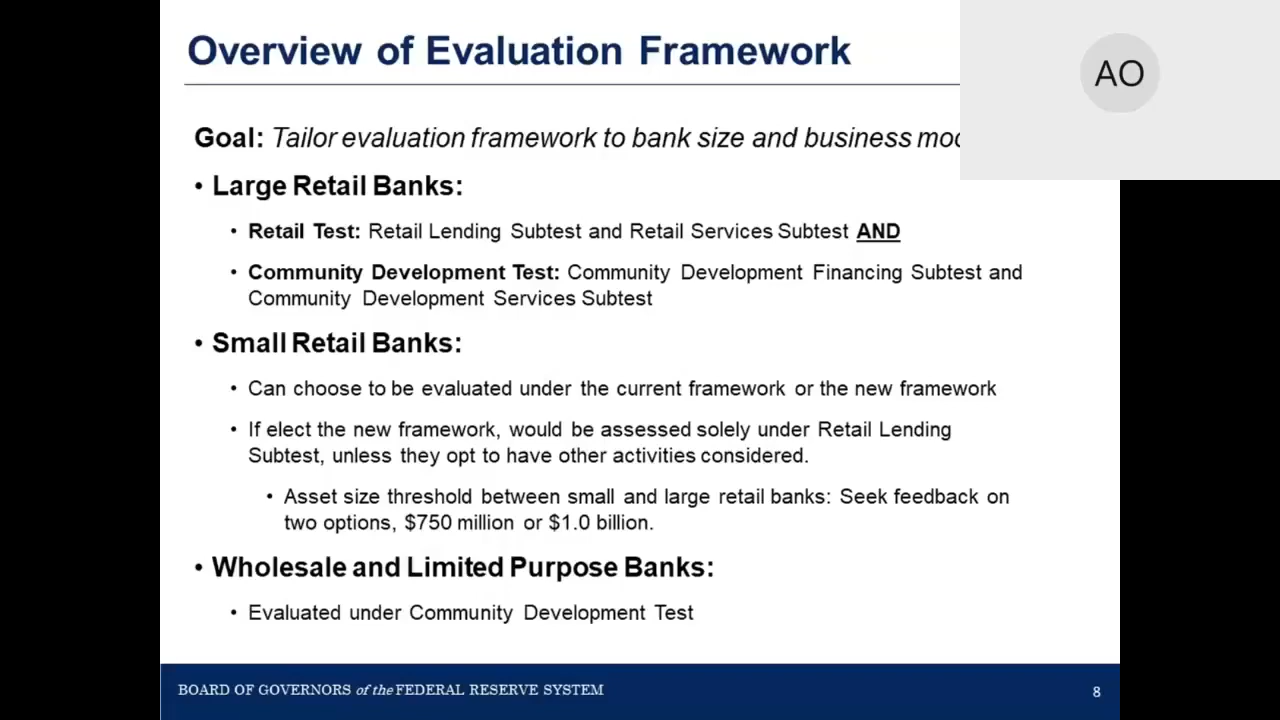 Overview of Evaluation Framework
AO
Goal: Tailor evaluation framework to bank size and business
• Large Retail Banks:
• Retail Test: Retail Lending Subtest and Retail Services Subtest AND
• Community Development Test: Community Development Financing Subtest and
Community Development Services Subtest
• Small Retail Banks:
• Can choose to be evaluated under the current framework or the new framework
• If elect the new framework, would be assessed solely under Retail Lending
Subtest, unless they opt to have other activities considered.
• Asset size threshold between small and large retail banks: Seek feedback on
two options, $750 million or $1.0 billion.
• Wholesale and Limited Purpose Banks:
• Evaluated under Community Development Test
BOARD OF GOVERNORS of the FEDERAL RESERVE SYSTEM
8